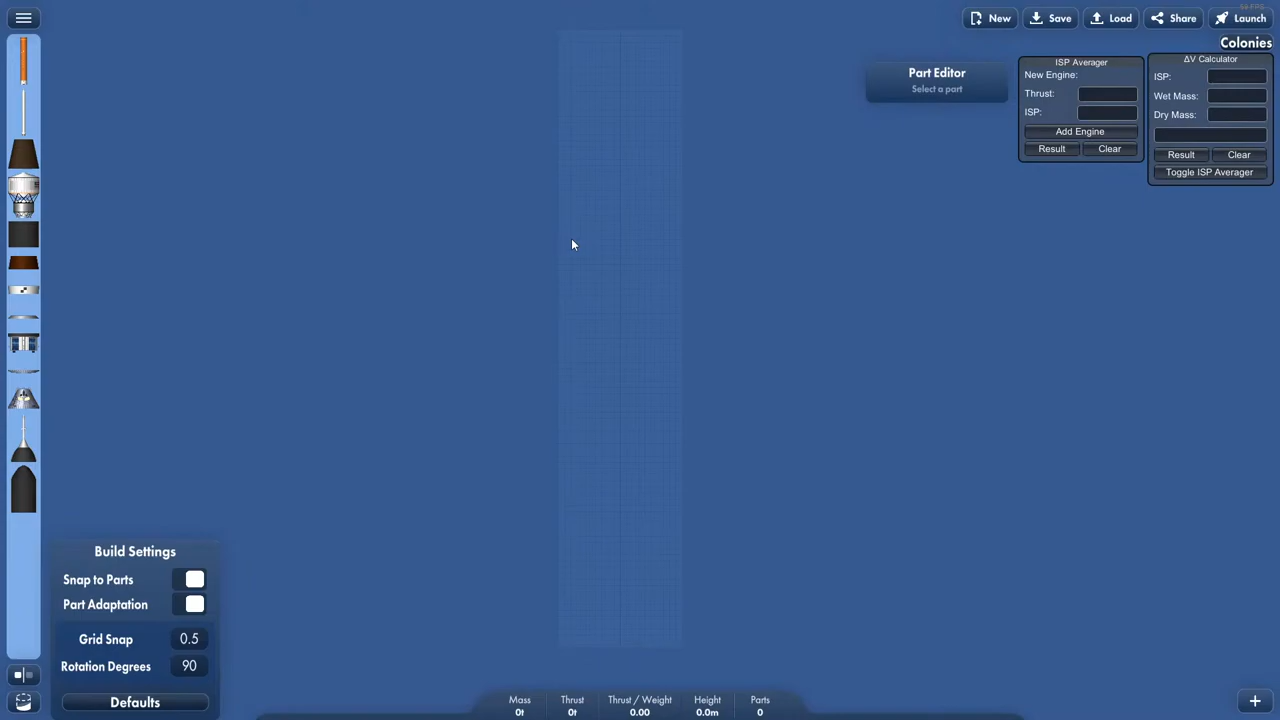 59 FPS
New
Save
Load
Share
Launch
Colonies
Part Editor
Select a part
ISP Averager
New Engine:
Thrust:
ISP:
Add Engine
Result
Clear
ΔV Calculator
ISP:
Wet Mass:
Dry Mass:
Result
Clear
Toggle ISP Averager
Build Settings
Snap to Parts
Part Adaptation
Grid Snap
0.5
Rotation Degrees
90
Defaults
Mass
0t
Thrust
0t
Thrust / Weight
0.00
Height
0.0m
Parts
0